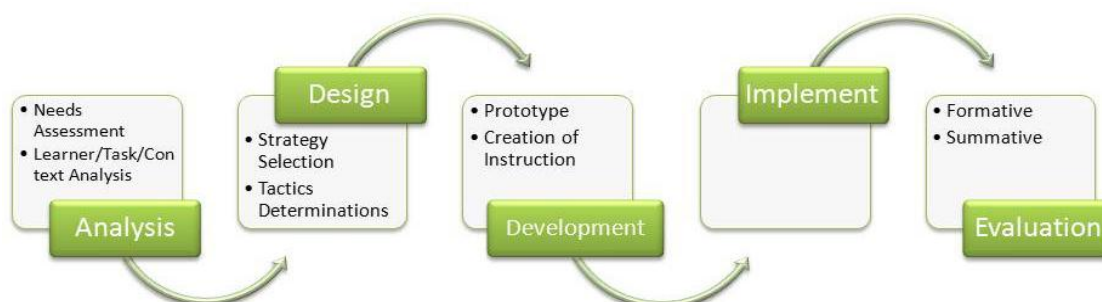 • Needs
Assessment
• Learner/Task/Con
text Analysis
Analysis
Design
• Strategy
Selection
• Tactics
Determinations
• Prototype
• Creation of
Instruction
Development
Implement
• Formative
• Summative
Evaluation